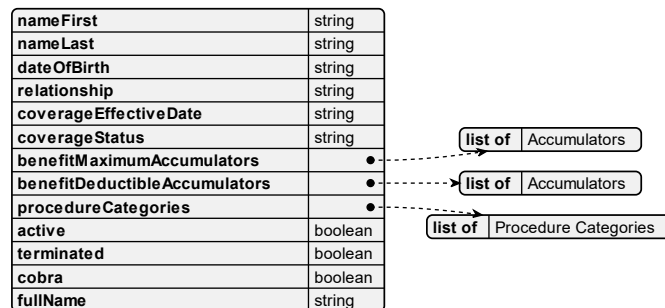 nameFirst string
nameLast string
dateOfBirth string
relationship string
coverageEffectiveDate string
coverageStatus string
benefitMaximumAccumulators
list of Accumulators
benefitDeductibleAccumulators
list of Accumulators
procedureCategories
list of Procedure Categories
active boolean
terminated boolean
cobra boolean
fullName string